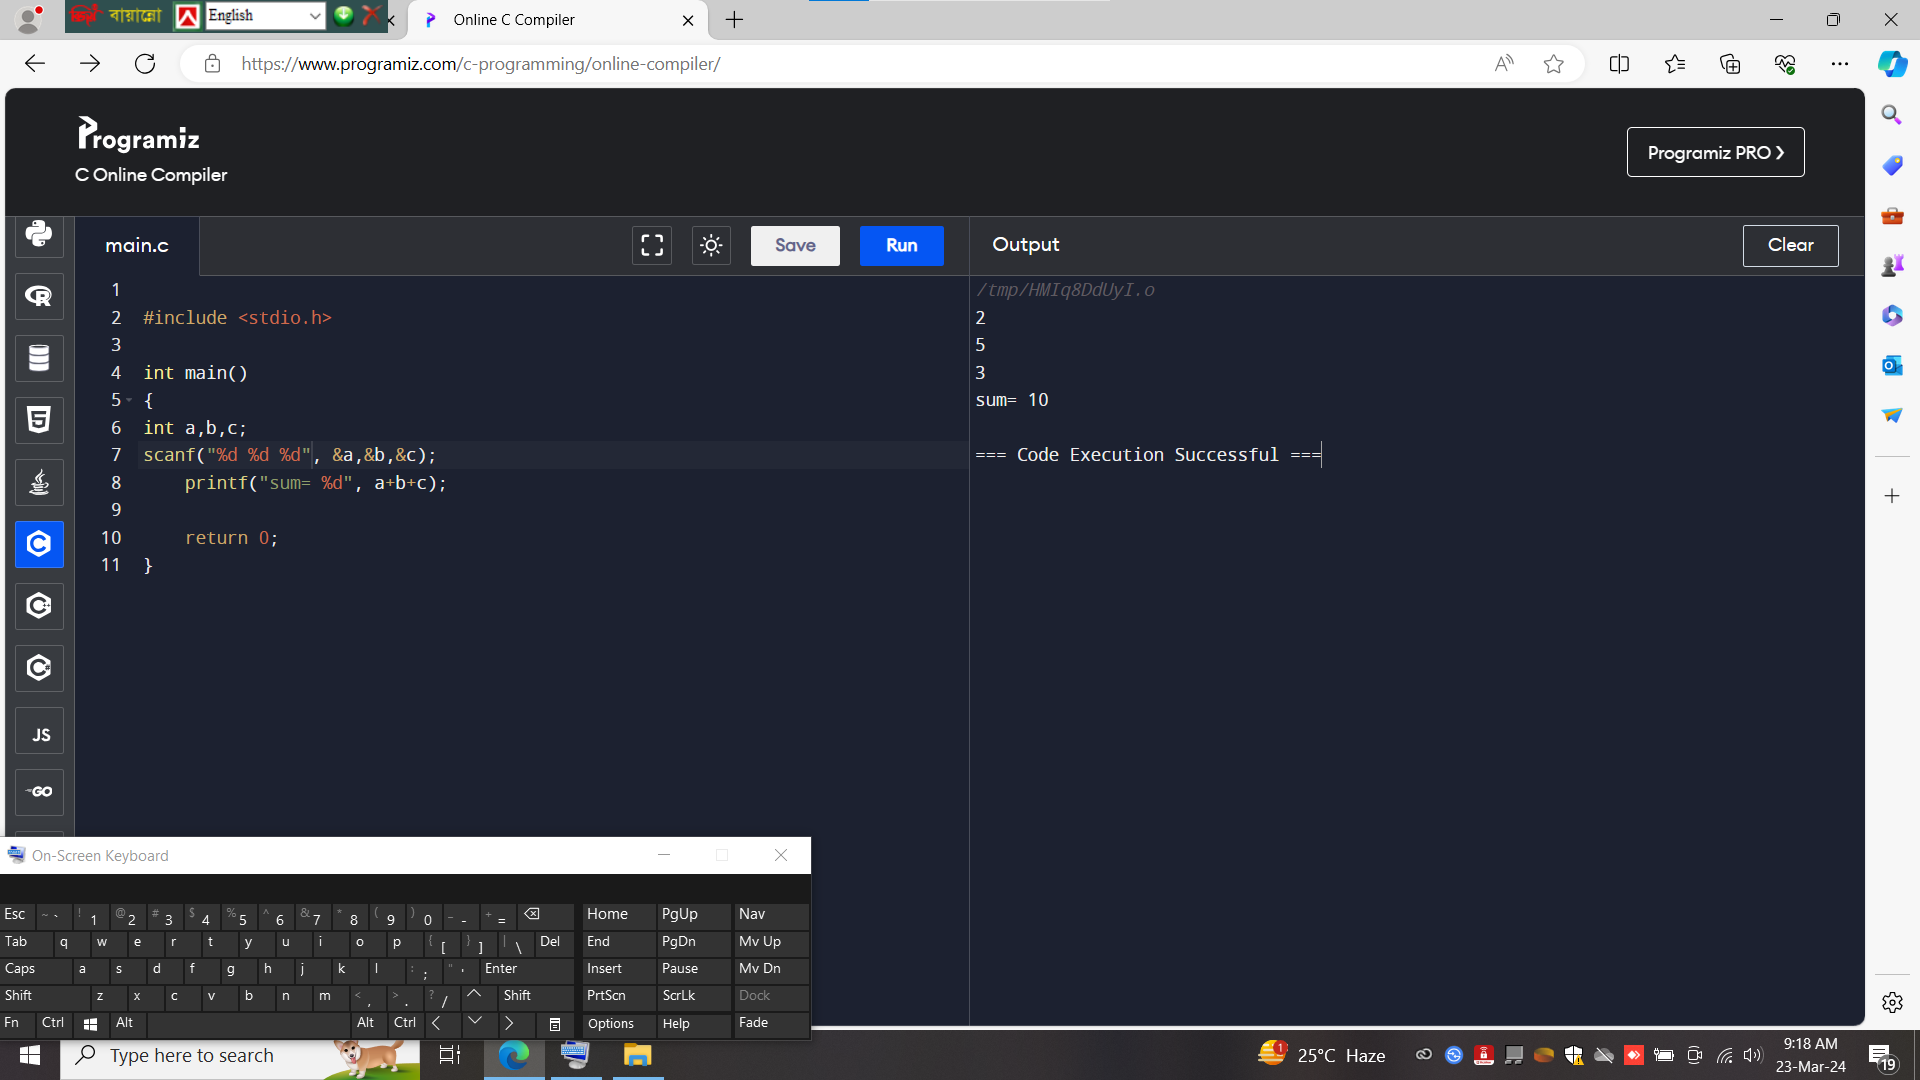 বায়ান্নো
English
Online C Compiler
https://www.programiz.com/c-programming/online-compiler/
Programiz
C Online Compiler
Programiz PRO ❯
main.c
Save
Run
Output
Clear
1
2 #include <stdio.h>
3
4 int main()
5 {
6 int a,b,c;
7 scanf("%d %d %d", &a,&b,&c);
8     printf("sum= %d", a+b+c);
9
10     return 0;
11 }
/tmp/HMIq8DdUyI.o
2
5
3
sum= 10
=== Code Execution Successful ===
JS
GO
On-Screen Keyboard
Esc ~ ` ! 1 @ 2 # 3 $ 4 % 5 ^ 6 & 7 * 8 ( 9 ) 0 _ - + = Home PgUp Nav
Tab q w e r t y u i o p { [ } ] | \ Del End PgDn Mv Up
Caps a s d f g h j k l : ; " ' Enter Insert Pause Mv Dn
Shift z x c v b n m < , > . ? / Shift PrtScn ScrLk Dock
Fn Ctrl Alt Alt Ctrl Options Help Fade
Type here to search
1
25°C Haze
9:18 AM
23-Mar-24
19